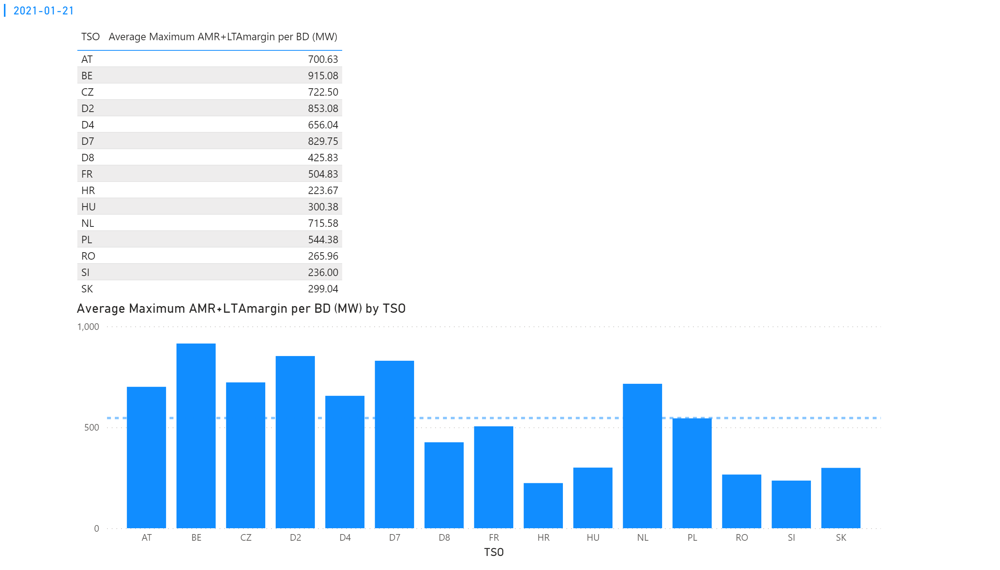 2021-01-21
TSO Average Maximum AMR+LTAmargin per BD (MW)
AT 700.63
BE 915.08
CZ 722.50
D2 853.08
D4 656.04
D7 829.75
D8 425.83
FR 504.83
HR 223.67
HU 300.38
NL 715.58
PL 544.38
RO 265.96
SI 236.00
SK 299.04
Average Maximum AMR+LTAmargin per BD (MW) by TSO
1,000
500
0
AT BE CZ D2 D4 D7 D8 FR HR HU NL PL RO SI SK
TSO